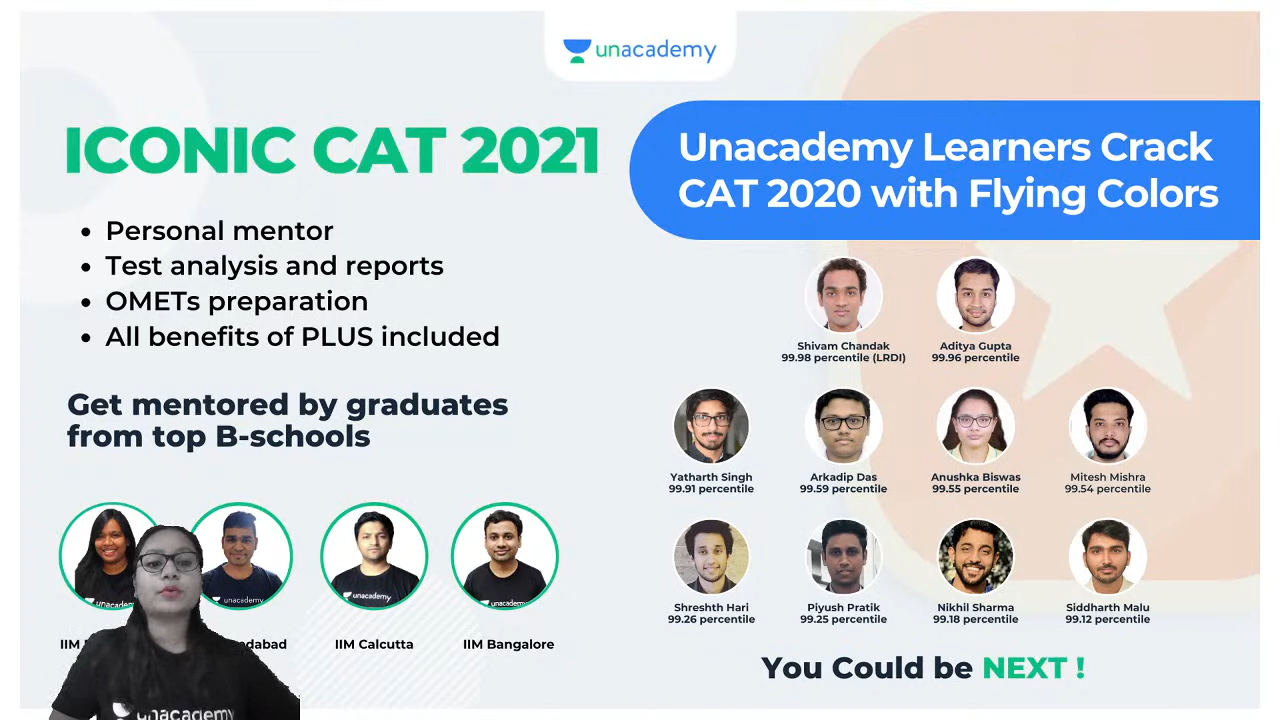 unacademy
ICONIC CAT 2021
Personal mentor
Test analysis and reports
OMETs preparation
All benefits of PLUS included
Get mentored by graduates
from top B-schools
unacademy
unacademy
unacademy
IIM
IIM Calcutta
IIM Bangalore
unacademy
Unacademy Learners Crack
CAT 2020 with Flying Colors
Shivam Chandak
99.98 percentile (LRDI)
Aditya Gupta
99.96 percentile
Yatharth Singh
99.91 percentile
Arkadip Das
99.59 percentile
Anushka Biswas
99.55 percentile
Mitesh Mishra
99.54 percentile
Shreshth Hari
99.26 percentile
Piyush Pratik
99.25 percentile
Nikhil Sharma
99.18 percentile
Siddharth Malu
99.12 percentile
You Could be NEXT !